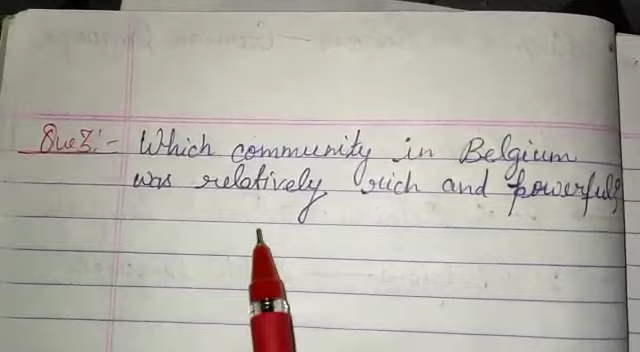 Que3:- Which community in Belgium
was relatively rich and powerful?